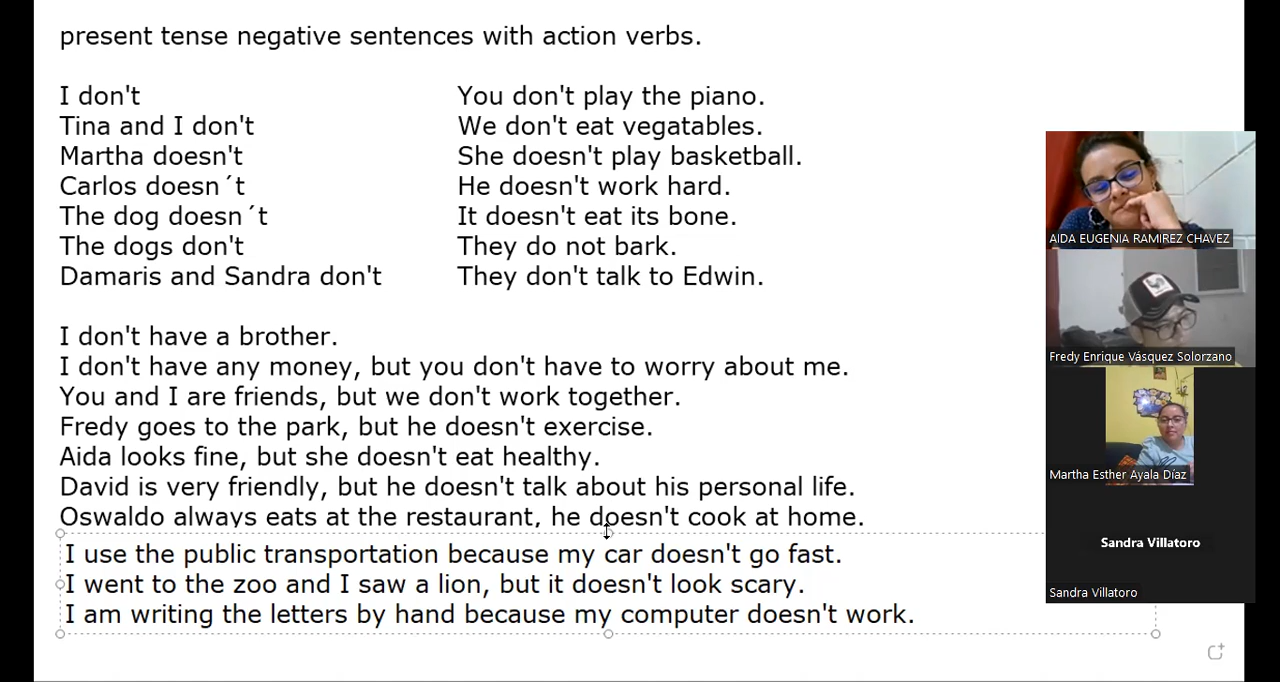 present tense negative sentences with action verbs.
I don't
You don't play the piano.
Tina and I don't
We don't eat vegatables.
Martha doesn't
She doesn't play basketball.
Carlos doesn´t
He doesn't work hard.
The dog doesn´t
It doesn't eat its bone.
The dogs don't
They do not bark.
Damaris and Sandra don't
They don't talk to Edwin.
I don't have a brother.
I don't have any money, but you don't have to worry about me.
You and I are friends, but we don't work together.
Fredy goes to the park, but he doesn't exercise.
Aida looks fine, but she doesn't eat healthy.
David is very friendly, but he doesn't talk about his personal life.
Oswaldo always eats at the restaurant, he doesn't cook at home.
I use the public transportation because my car doesn't go fast.
I went to the zoo and I saw a lion, but it doesn't look scary.
I am writing the letters by hand because my computer doesn't work.
AIDA EUGENIA RAMIREZ CHAVEZ
Fredy Enrique Vásquez Solorzano
Martha Esther Ayala Díaz
Sandra Villatoro
Sandra Villatoro